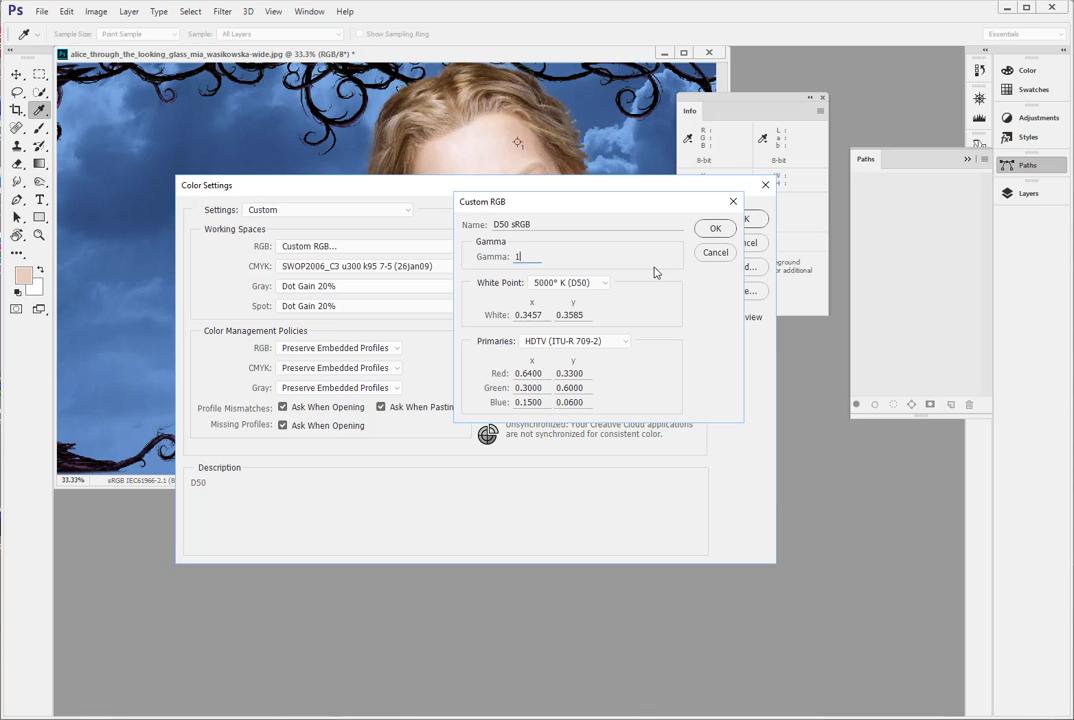 Ps File Edit Image Layer Type Select Filter 3D View Window Help
Sample Size: Point Sample Sample: All Layers Show Sampling Ring Essentials
Ps alice_through_the_looking_glass_mia_wasikowska-wide.jpg @ 33.3% (RGB/8*) *
Info
R :
G :
B :
L :
a :
b :
8-bit
8-bit
Color
Swatches
Adjustments
Styles
Paths
Layers
Paths
1
Color Settings
Settings: Custom
Working Spaces
RGB: Custom RGB...
CMYK: SWOP2006_C3 u300 k95 7-5 (26jan09)
Gray: Dot Gain 20%
Spot: Dot Gain 20%
Color Management Policies
RGB: Preserve Embedded Profiles
CMYK: Preserve Embedded Profiles
Gray: Preserve Embedded Profiles
Profile Mismatches: Ask When Opening Ask When Pastin
Missing Profiles: Ask When Opening
Unsynchronized: Your Creative Cloud applications
are not synchronized for consistent color.
Description
D50
K
ncel
d...
e...
view
eground
or additional
Custom RGB
Name: D50 sRGB
OK
Cancel
Gamma
Gamma: 1
White Point: 5000° K (D50)
x y
White: 0.3457 0.3585
Primaries: HDTV (ITU-R 709-2)
x y
Red: 0.6400 0.3300
Green: 0.3000 0.6000
Blue: 0.1500 0.0600
33.33% sRGB IEC61966-2.1 (8
T